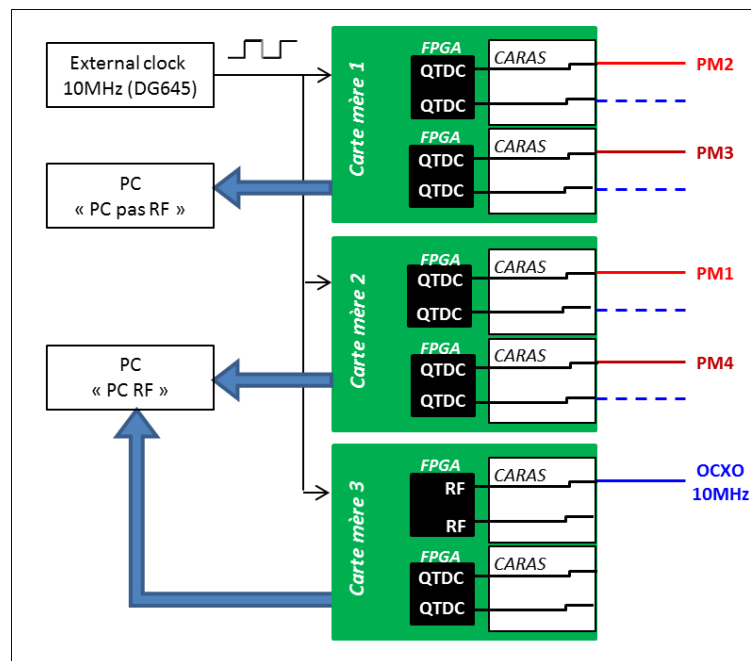 External clock
10MHz (DG645)
PC
« PC pas RF »
PC
« PC RF »
Carte mère 1
FPGA
QTDC
QTDC
CARAS
PM2
FPGA
QTDC
QTDC
CARAS
PM3
Carte mère 2
FPGA
QTDC
QTDC
CARAS
PM1
FPGA
QTDC
QTDC
CARAS
PM4
Carte mère 3
FPGA
RF
RF
CARAS
OCXO
10MHz
FPGA
QTDC
QTDC
CARAS